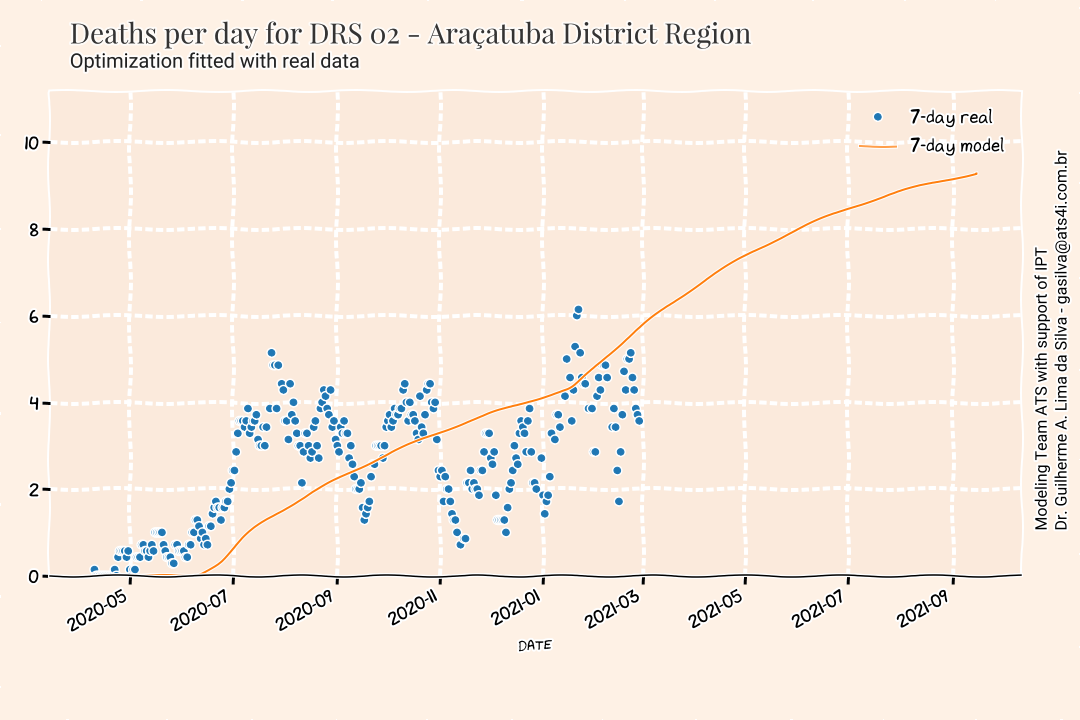 Deaths per day for DRS 02 - Araçatuba District Region
Optimization fitted with real data
7-day real
7-day model
10
8
6
4
2
0
2020-05
2020-07
2020-09
2020-11
2021-01
2021-03
2021-05
2021-07
2021-09
DATE
Modeling Team ATS with support of IPT
Dr. Guilherme A. Lima da Silva - gasilva@ats4i.com.br